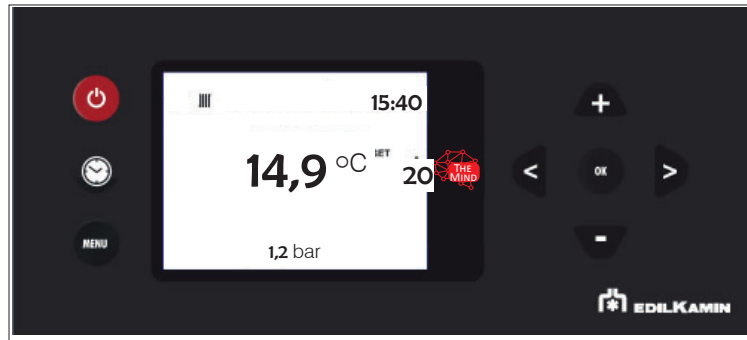 15:40
14,9 °C
SET
20
THE
MIND
OK
MENU
1,2 bar
EDILKAMIN